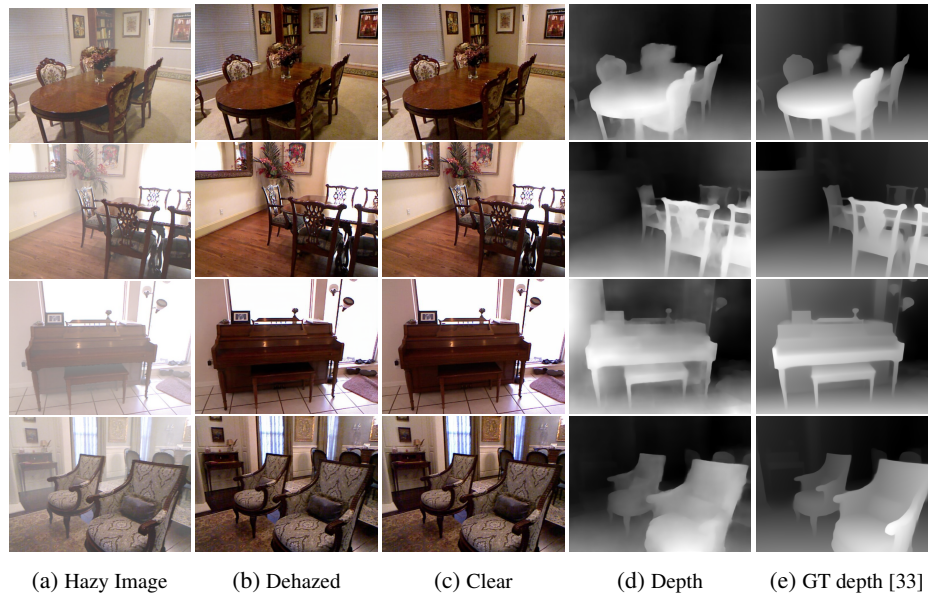 (a) Hazy Image
(b) Dehazed
(c) Clear
(d) Depth
(e) GT depth [33]